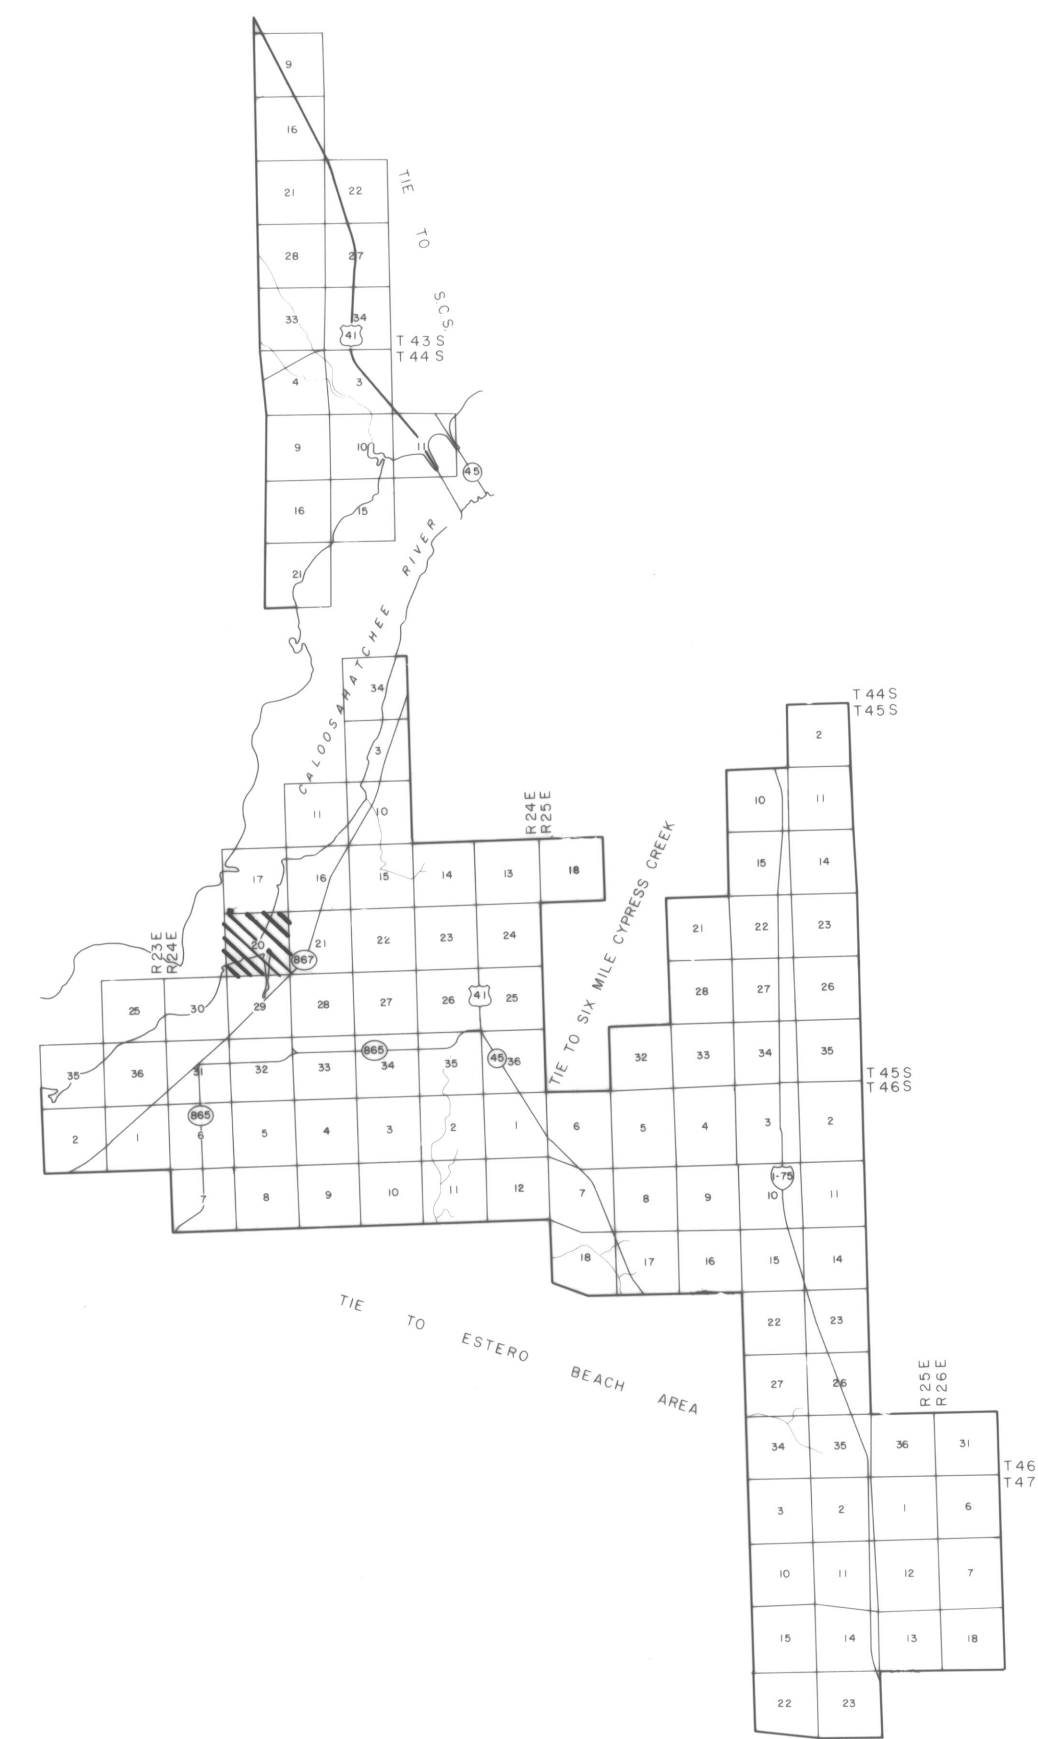 9
16
21 22
28 27
33 34
41
T 43 S
T 44 S
4 3
9 10 11
45
16 15
21
TIE TO S.C.S.
CALOOSAHATCHEE RIVER
34
3
11 10
R24E
R25E
17 16 15 14 13 18
R23E
R24E
20 21 22 23 24
867
25 30 29 28 27 26 41 25
35 36 31 32 33 865 34 35 45 36
865
2 1 6 5 4 3 2 1
7 8 9 10 11 12
TIE TO SIX MILE CYPRESS CREEK
T 44 S
T 45 S
2
10 11
15 14
21 22 23
28 27 26
32 33 34 35
T 45 S
T 46 S
6 5 4 3 2
I-75
7 8 9 10 11
18 17 16 15 14
22 23
27 26
TIE TO ESTERO BEACH AREA
R25E
R26E
34 35 36 31
T 46
T 47
3 2 1 6
10 11 12 7
15 14 13 18
22 23